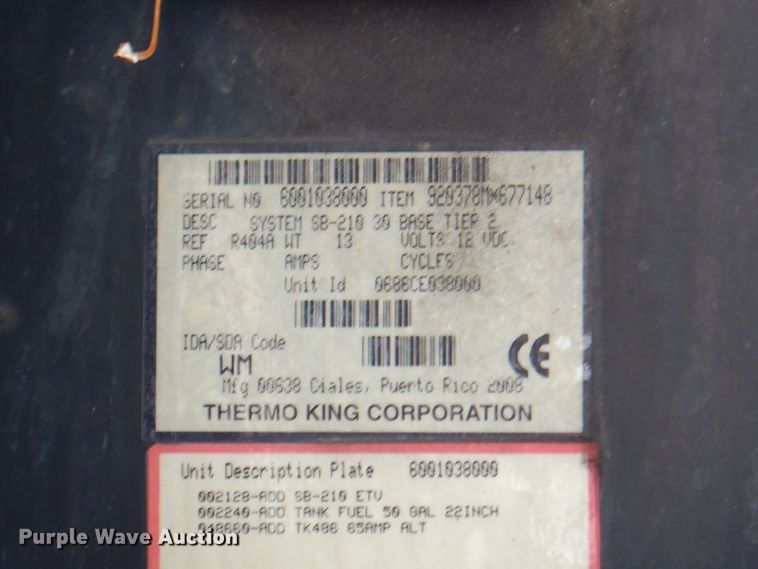 SERIAL NO 6001038000 ITEM 920378MW677148
DESC SYSTEM SB-210 30 BASE TIER 2
REF R404A WT 13 VOLTS 12 VDC
PHASE AMPS CYCLES
Unit Id 0686CE038000
IDA/SDA Code
WM
CE
Mfg 00638 Ciales, Puerto Rico 2008
THERMO KING CORPORATION
Unit Description Plate 6001038000
002128-ADD SB-210 ETV
002240-ADD TANK FUEL 50 GAL 22INCH
048680-ADD TK486 65AMP ALT
Purple Wave Auction